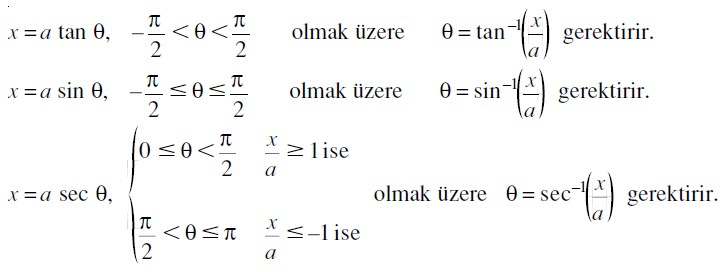 x = a tan θ, −π/2 < θ < π/2 olmak üzere θ = tan⁻¹(x/a) gerektirir.
x = a sin θ, −π/2 ≤ θ ≤ π/2 olmak üzere θ = sin⁻¹(x/a) gerektirir.
0 ≤ θ < π/2 x/a ≥ 1 ise
x = a sec θ, olmak üzere θ = sec⁻¹(x/a) gerektirir.
π/2 < θ ≤ π x/a ≤ −1 ise